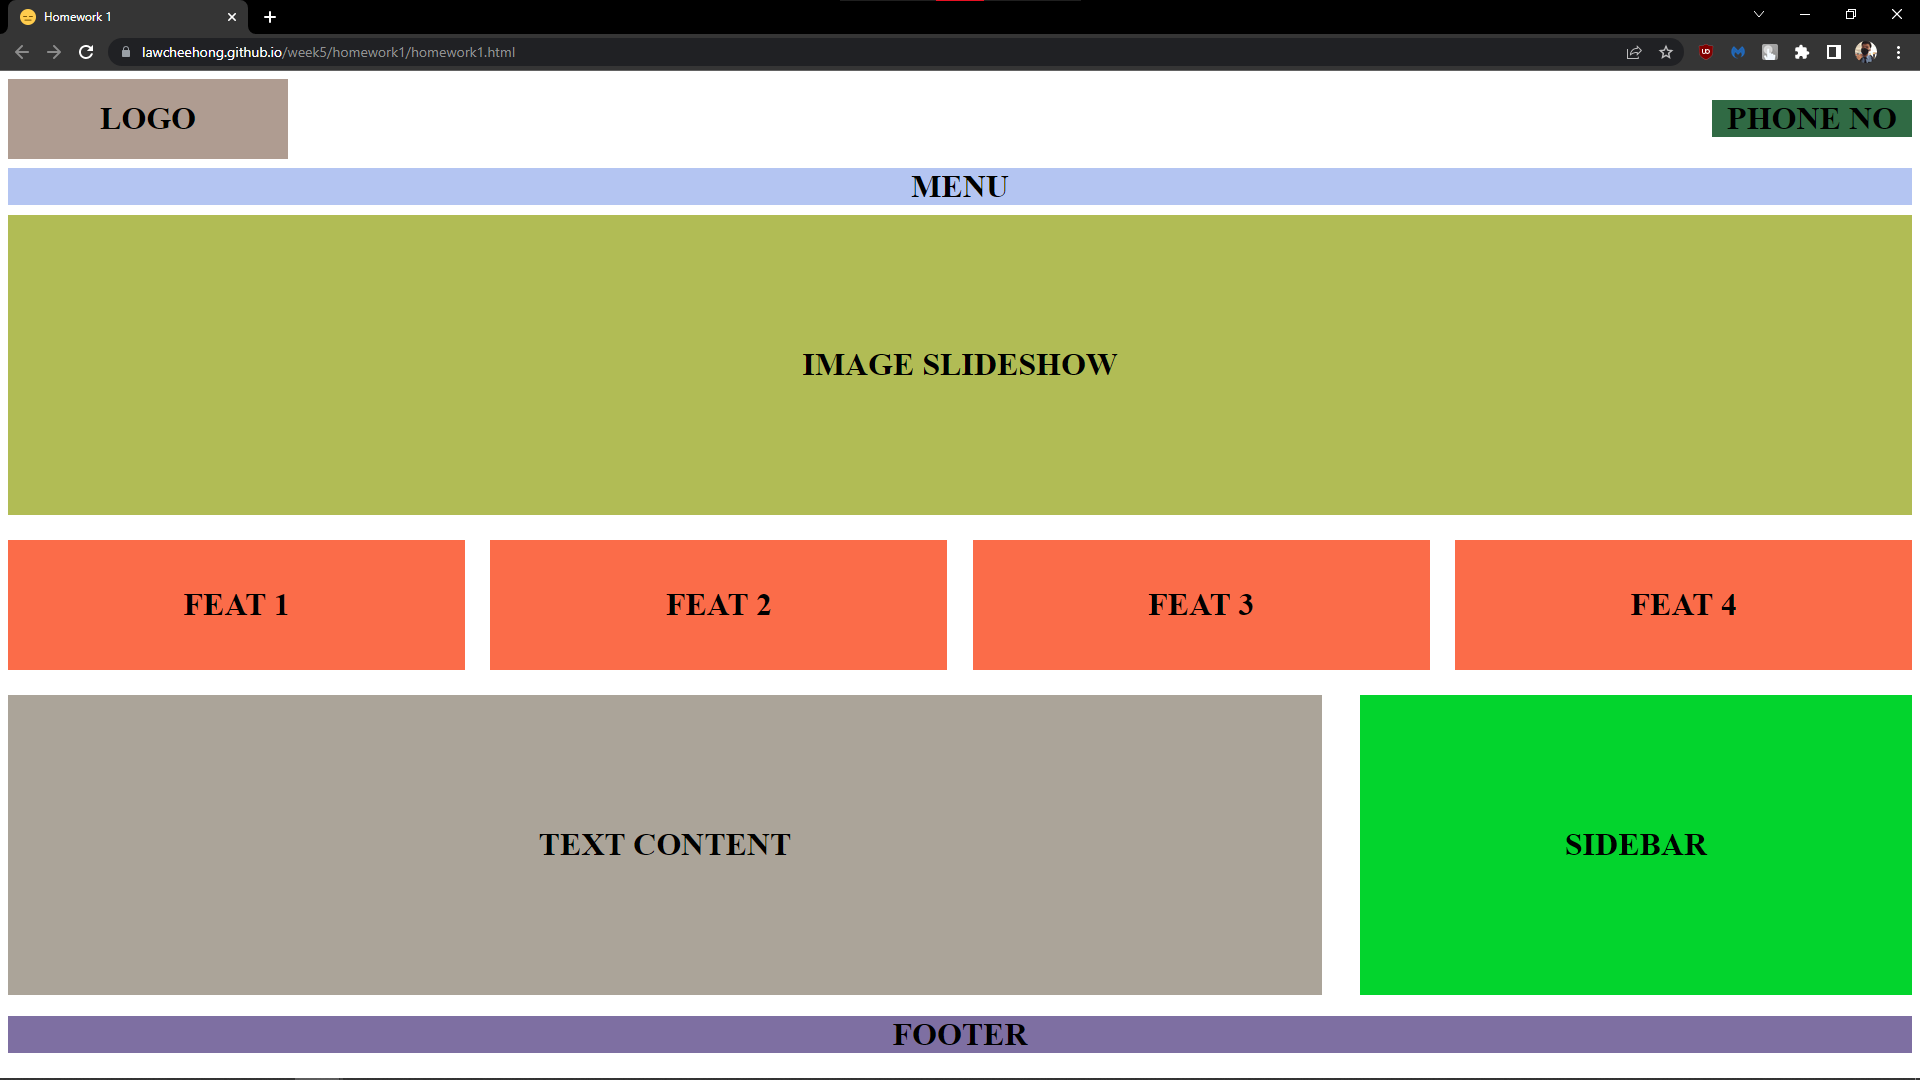 Homework 1
lawcheehong.github.io/week5/homework1/homework1.html
LOGO
PHONE NO
MENU
IMAGE SLIDESHOW
FEAT 1
FEAT 2
FEAT 3
FEAT 4
TEXT CONTENT
SIDEBAR
FOOTER